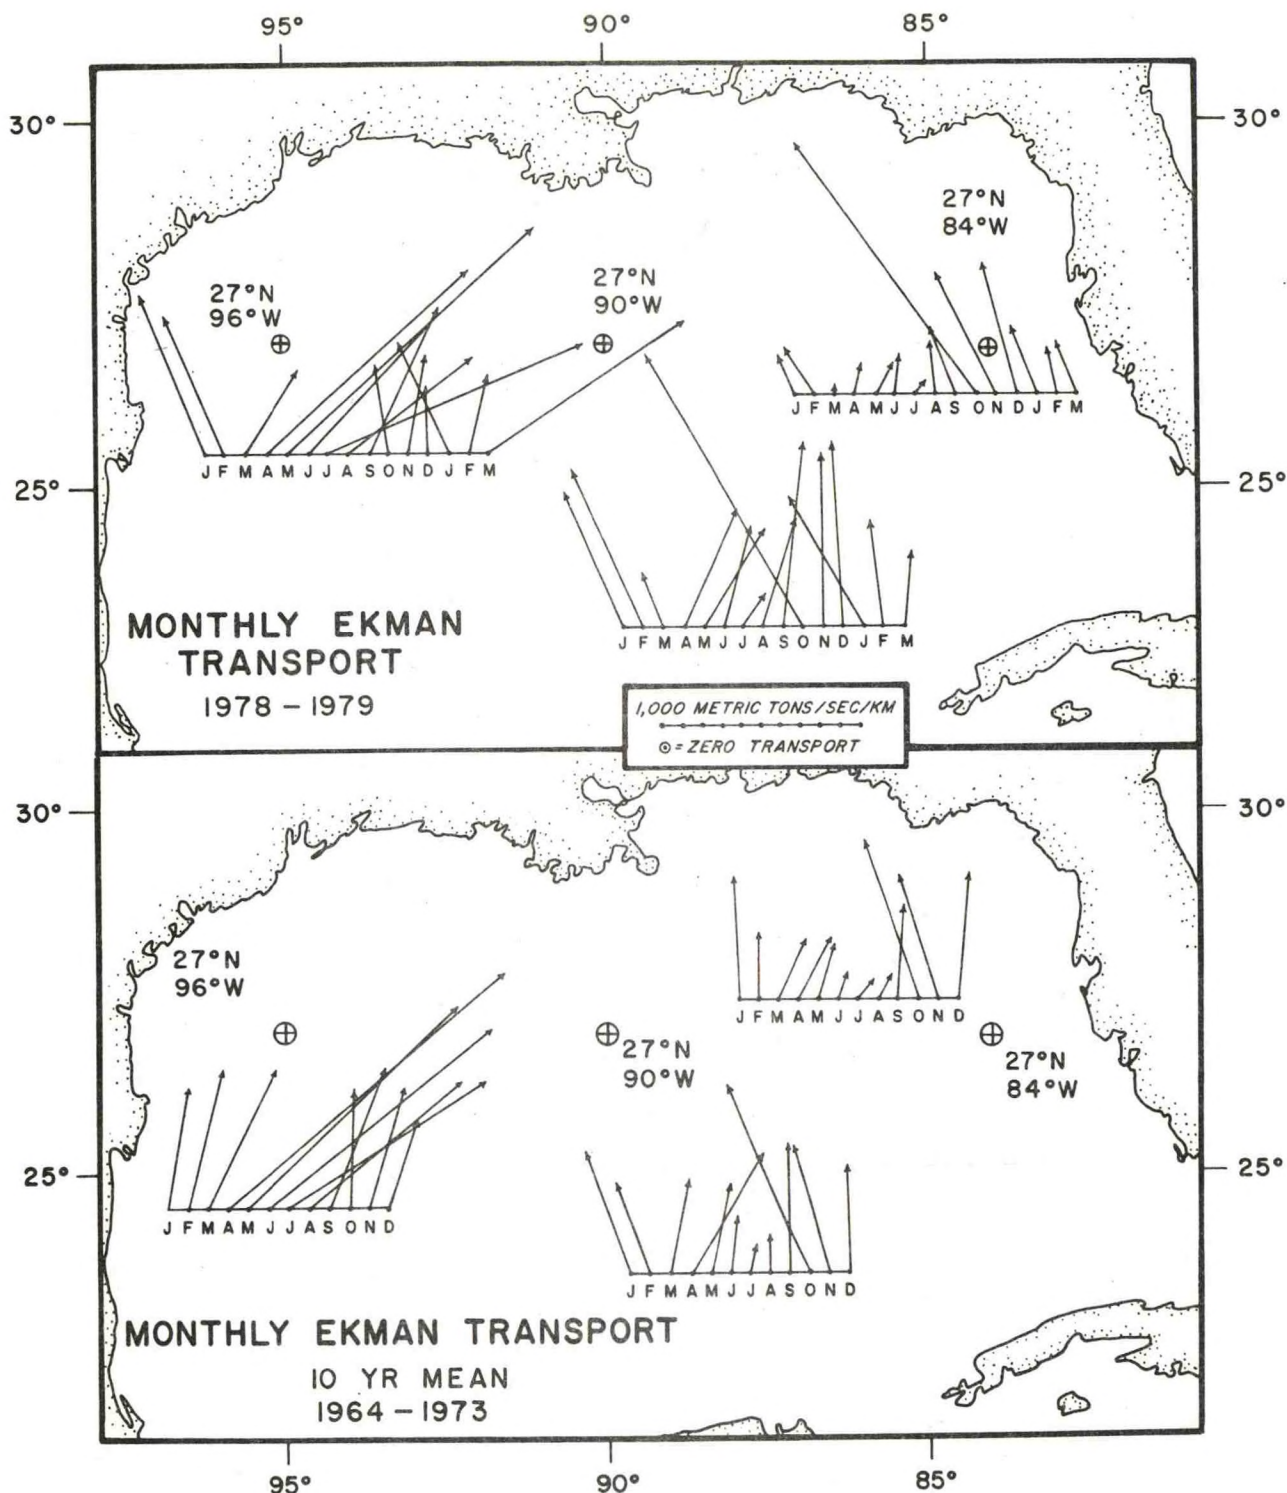 95° 90° 85°
30° 30°
27°N
84°W
27°N
96°W
27°N
90°W
J F M A M J J A S O N D J F M
J F M A M J J A S O N D J F M
25° 25°
J F M A M J J A S O N D J F M
MONTHLY EKMAN
TRANSPORT
1978 – 1979
1,000 METRIC TONS/SEC/KM
⊙ = ZERO TRANSPORT
30° 30°
27°N
96°W
J F M A M J J A S O N D
27°N
90°W
27°N
84°W
25° 25°
J F M A M J J A S O N D
J F M A M J J A S O N D
MONTHLY EKMAN TRANSPORT
10 YR MEAN
1964 – 1973
95° 90° 85°